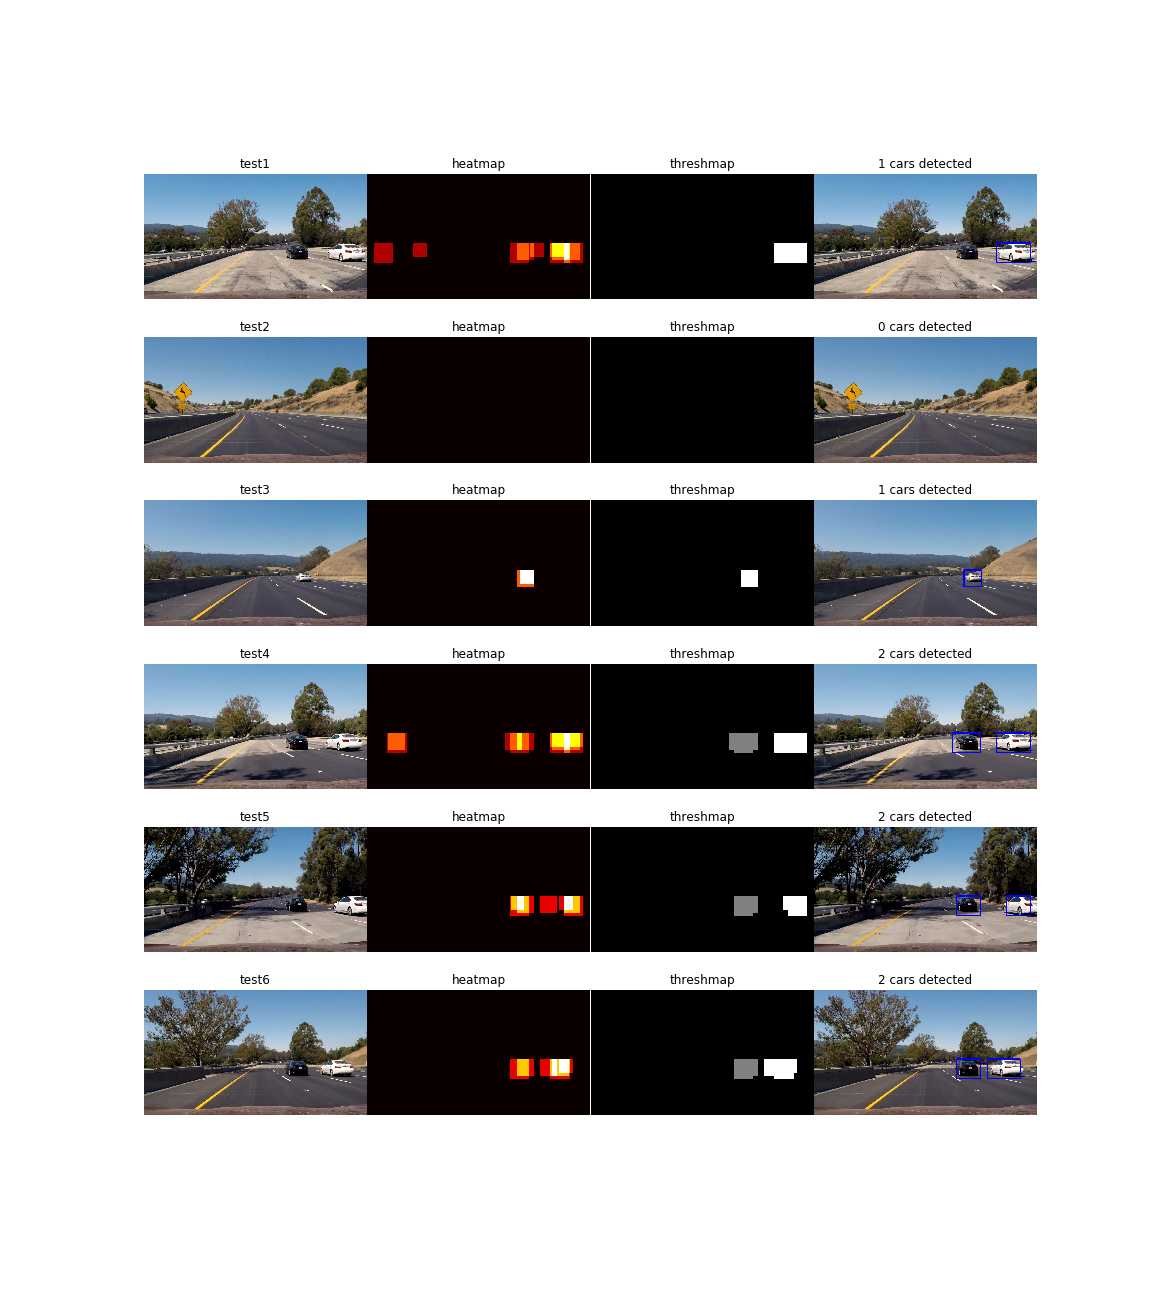 test1 heatmap threshmap 1 cars detected
test2 heatmap threshmap 0 cars detected
test3 heatmap threshmap 1 cars detected
test4 heatmap threshmap 2 cars detected
test5 heatmap threshmap 2 cars detected
test6 heatmap threshmap 2 cars detected